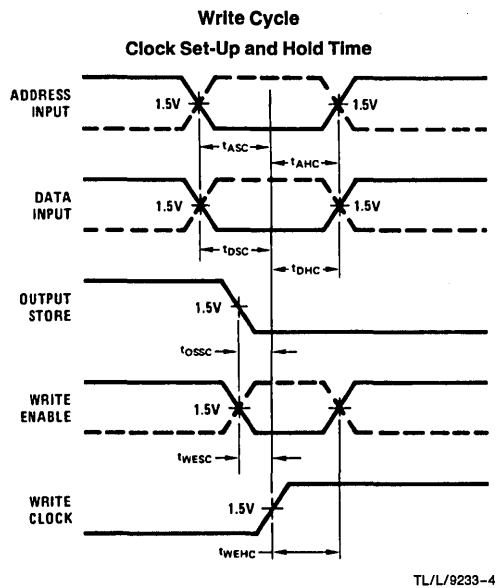 Write Cycle
Clock Set-Up and Hold Time
ADDRESS
INPUT
1.5V
1.5V
tASC
tAHC
DATA
INPUT
1.5V
1.5V
tDSC
tDHC
OUTPUT
STORE
1.5V
tOSSC
WRITE
ENABLE
1.5V
tWESC
WRITE
CLOCK
1.5V
tWEHC
TL/L/9233-4